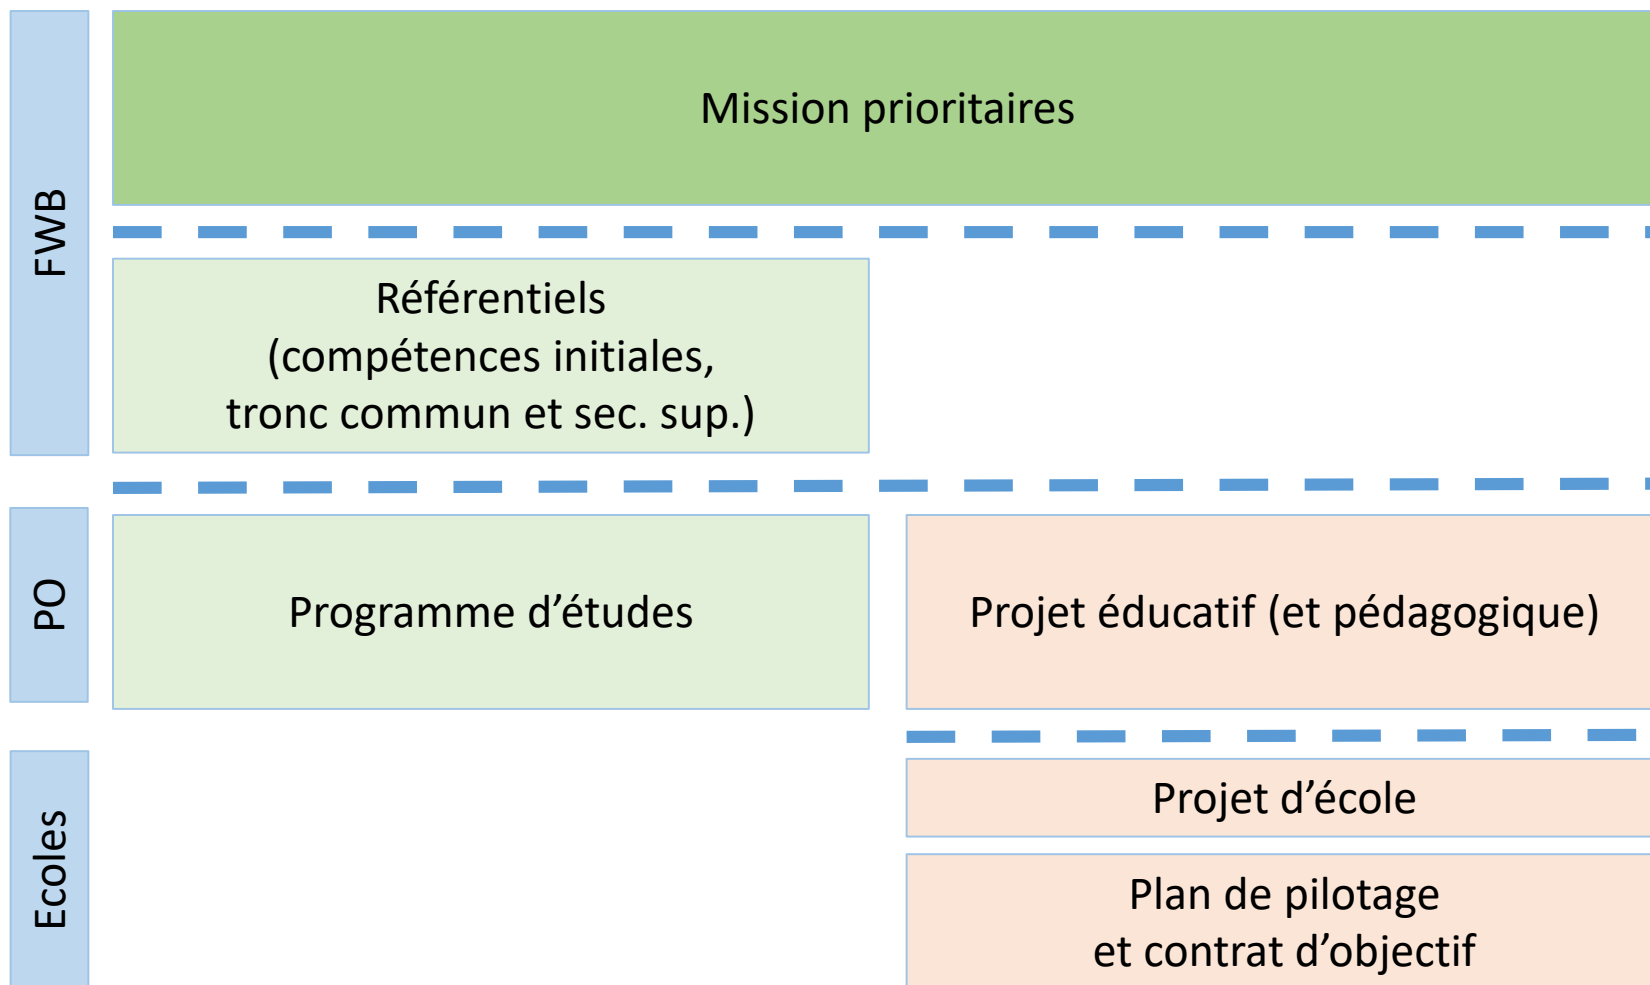 FWB
Mission prioritaires
Référentiels
(compétences initiales,
tronc commun et sec. sup.)
PO
Programme d’études
Projet éducatif (et pédagogique)
Ecoles
Projet d’école
Plan de pilotage
et contrat d’objectif